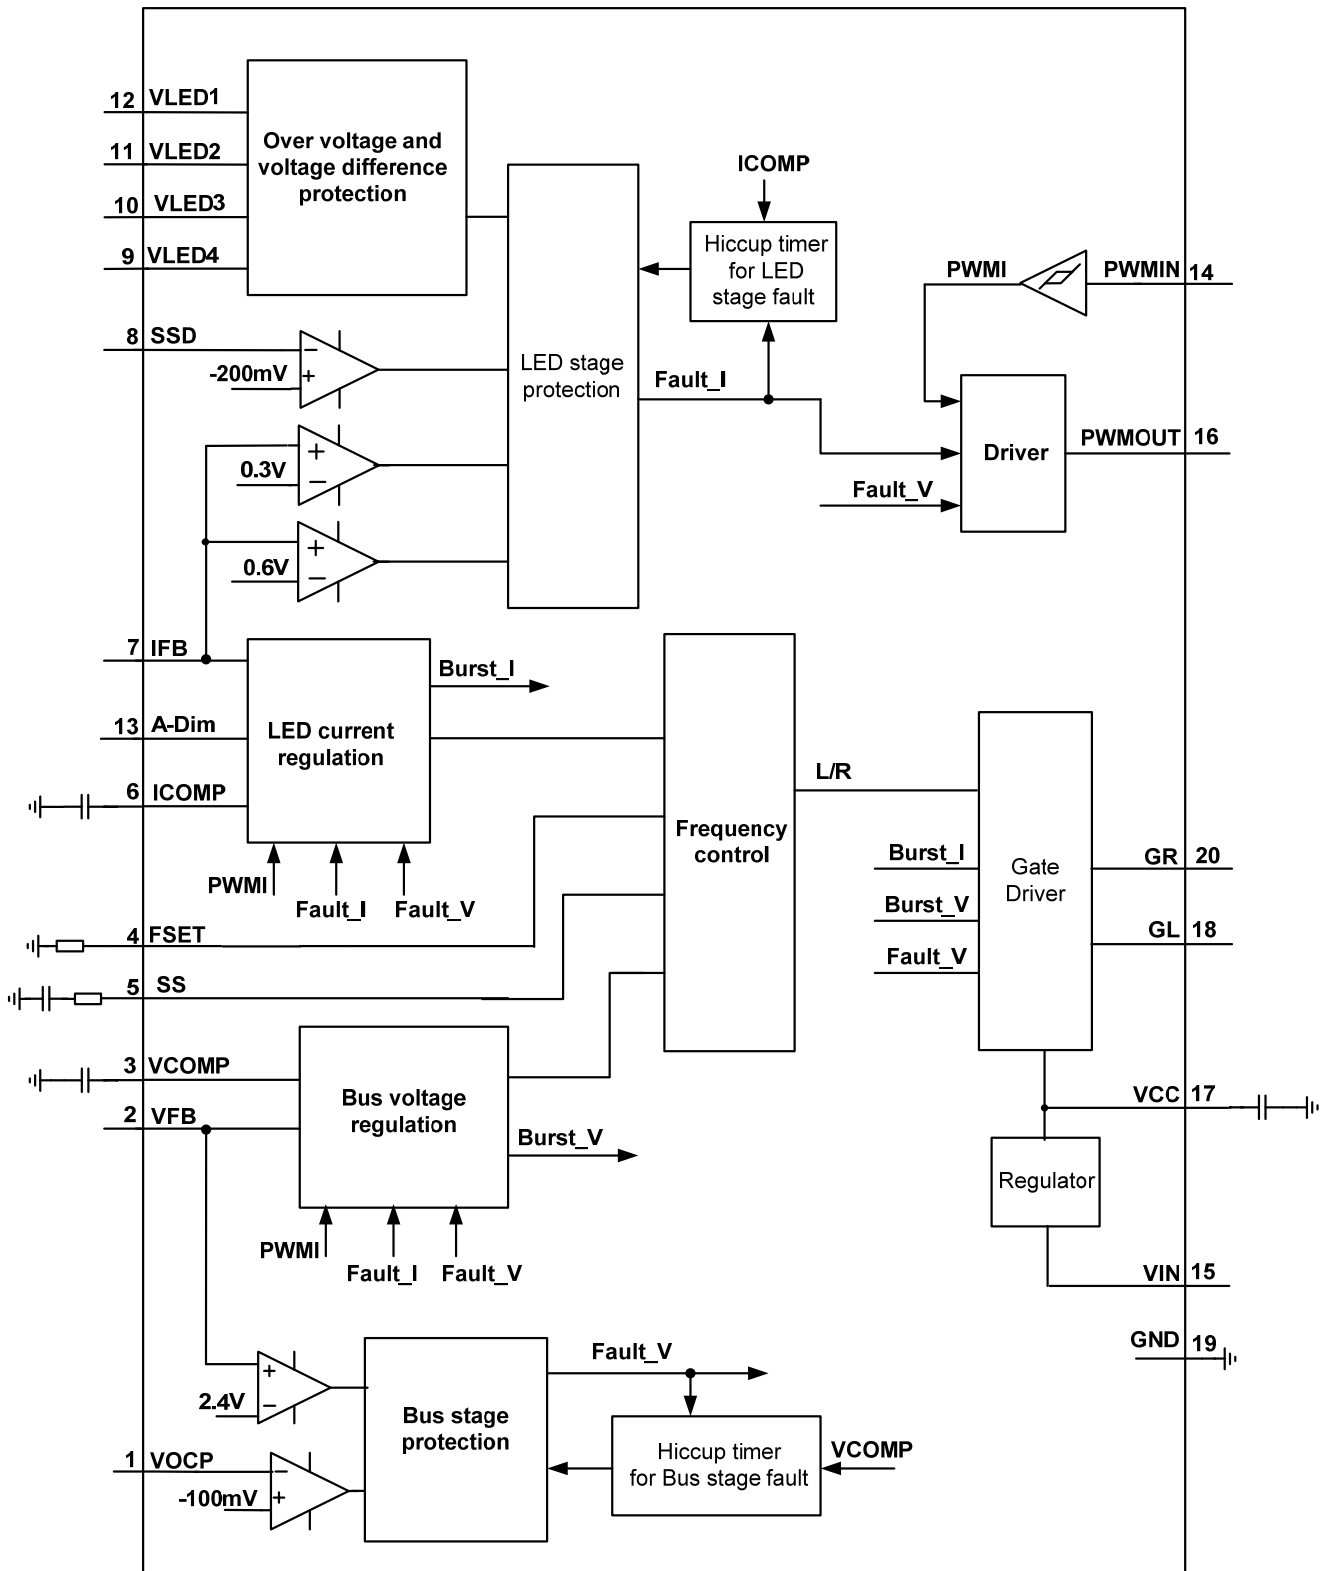 12 VLED1
11 VLED2
10 VLED3
9 VLED4
Over voltage and
voltage difference
protection
8 SSD
-200mV
−
+
+
0.3V
−
+
0.6V
−
LED stage
protection
ICOMP
Hiccup timer
for LED
stage fault
Fault_I
PWMI
PWMIN 14
Driver
PWMOUT 16
Fault_V
7 IFB
13 A-Dim
6 ICOMP
LED current
regulation
Burst_I
PWMI
Fault_I
Fault_V
4 FSET
5 SS
Frequency
control
L/R
Burst_I
Burst_V
Fault_V
Gate
Driver
GR 20
GL 18
3 VCOMP
2 VFB
Bus voltage
regulation
Burst_V
PWMI
Fault_I
Fault_V
VCC 17
Regulator
VIN 15
GND 19
+
2.4V
−
1 VOCP
−
-100mV
+
Bus stage
protection
Fault_V
Hiccup timer
for Bus stage fault
VCOMP